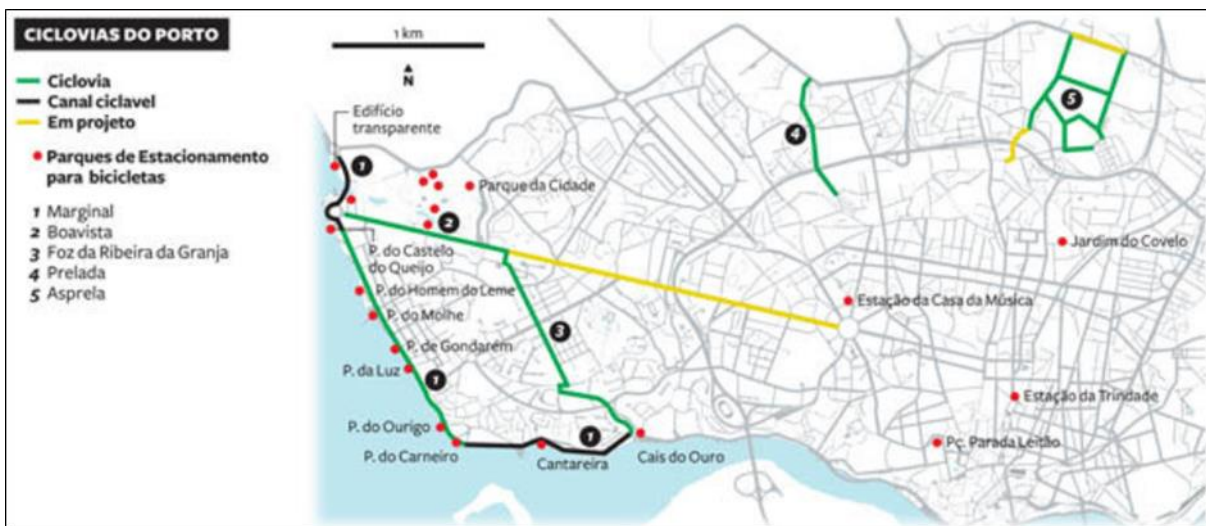 CICLOVIAS DO PORTO
Ciclovia
Canal ciclavel
Em projeto
Parques de Estacionamento
para bicicletas
1 Marginal
2 Boavista
3 Foz da Ribeira da Granja
4 Prelada
5 Asprela
1 km
N
Edifício
transparente
1
Parque da Cidade
2
P. do Castelo
do Queijo
P. do Homem do Leme
P. do Molhe
P. de Gondarém
P. da Luz
1
3
P. do Ourigo
P. do Carneiro
Cantareira
1
Cais do Ouro
4
5
Jardim do Covelo
Estação da Casa da Música
Estação da Trindade
Pç. Parada Leitão